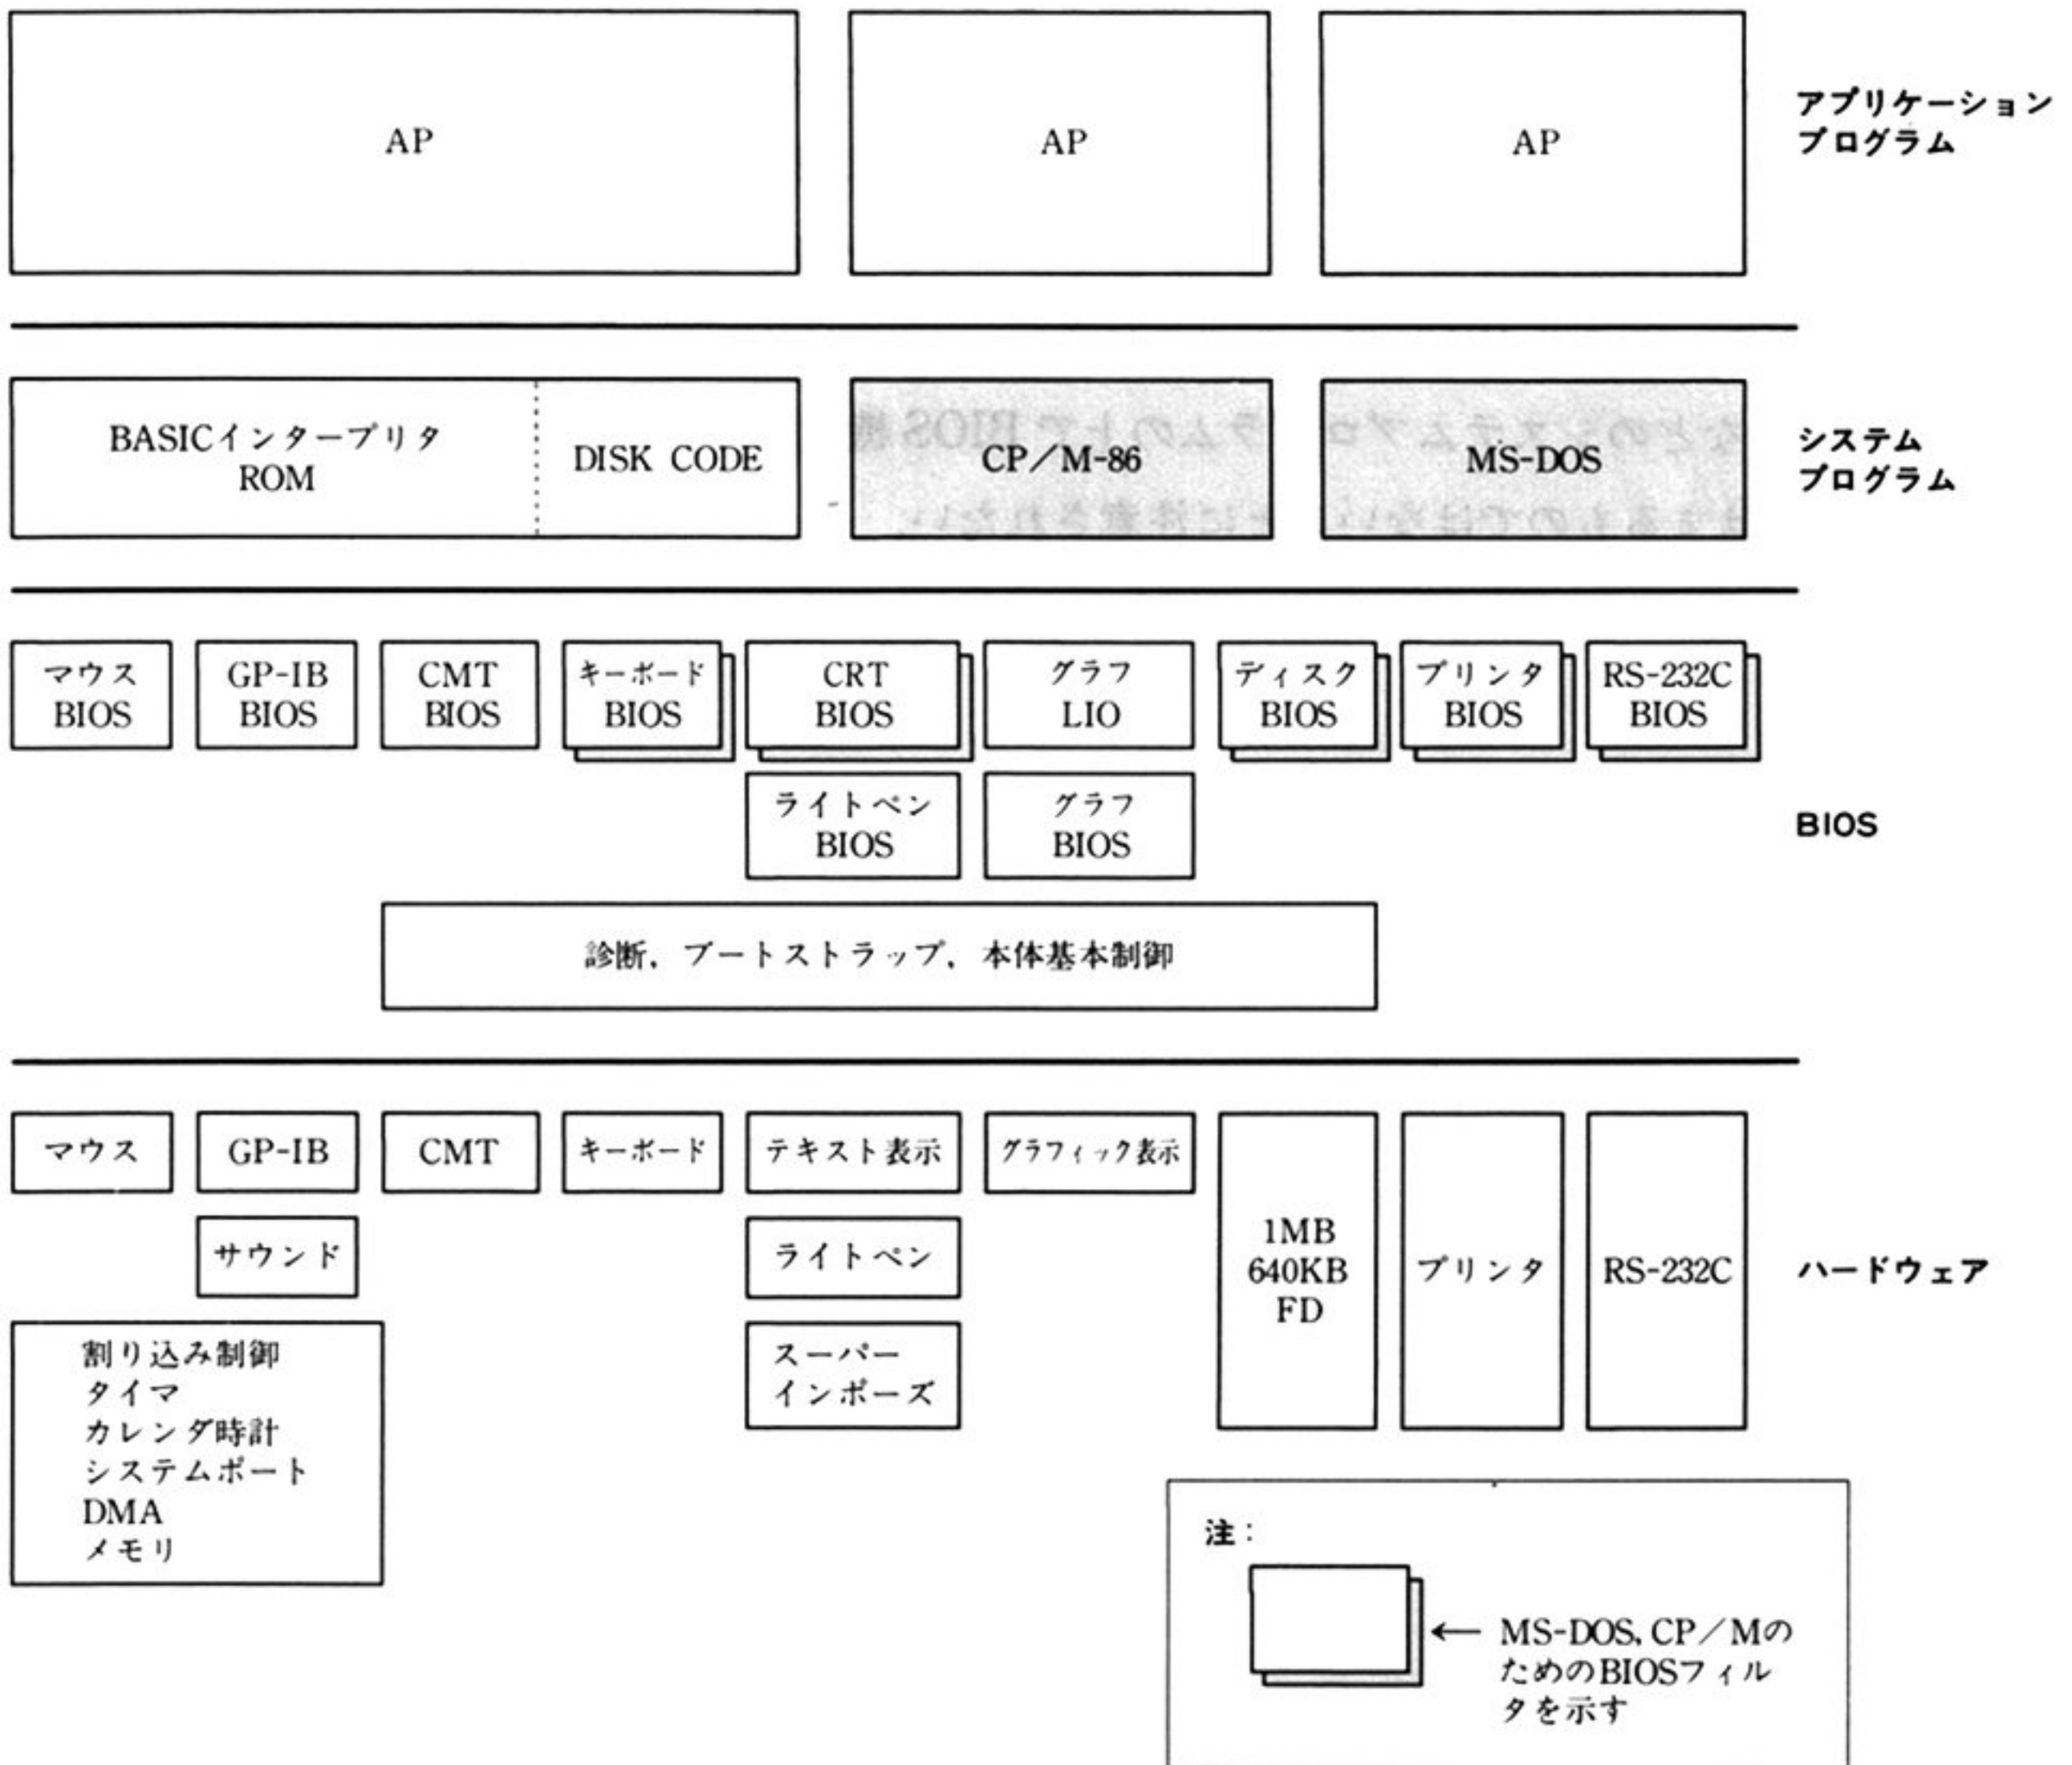 AP
AP
AP
アプリケーション
プログラム
BASICインタープリタ
ROM
DISK CODE
CP／M-86
MS-DOS
システム
プログラム
マウス
BIOS
GP-IB
BIOS
CMT
BIOS
キーボード
BIOS
CRT
BIOS
グラフ
LIO
ディスク
BIOS
プリンタ
BIOS
RS-232C
BIOS
ライトペン
BIOS
グラフ
BIOS
BIOS
診断，ブートストラップ，本体基本制御
マウス
GP-IB
CMT
キーボード
テキスト表示
グラフィック表示
1MB
640KB
FD
プリンタ
RS-232C
ハードウェア
サウンド
ライトペン
スーパー
インポーズ
割り込み制御
タイマ
カレンダ時計
システムポート
DMA
メモリ
注：
← MS-DOS, CP／Mの
ためのBIOSフィル
タを示す